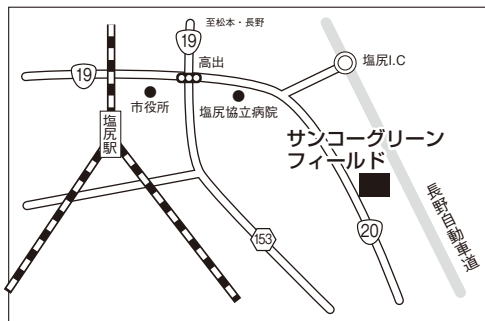 至松本・長野
19
高出
19
塩尻I.C
市役所
塩尻協立病院
塩尻駅
サンコーグリーン
フィールド
153
20
長野自動車道